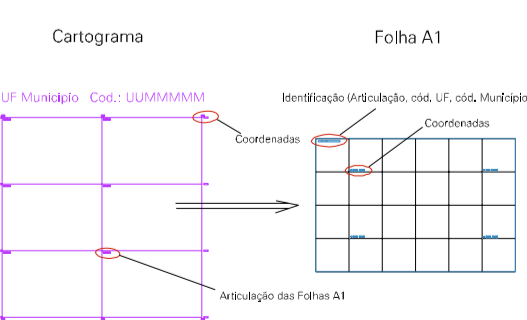 Cartograma
Folha A1
UF Município Cod.: UUMMMMM
Identificação (Articulação, cód. UF, cód. Município
Coordenadas
Coordenadas
Articulação das Folhas A1